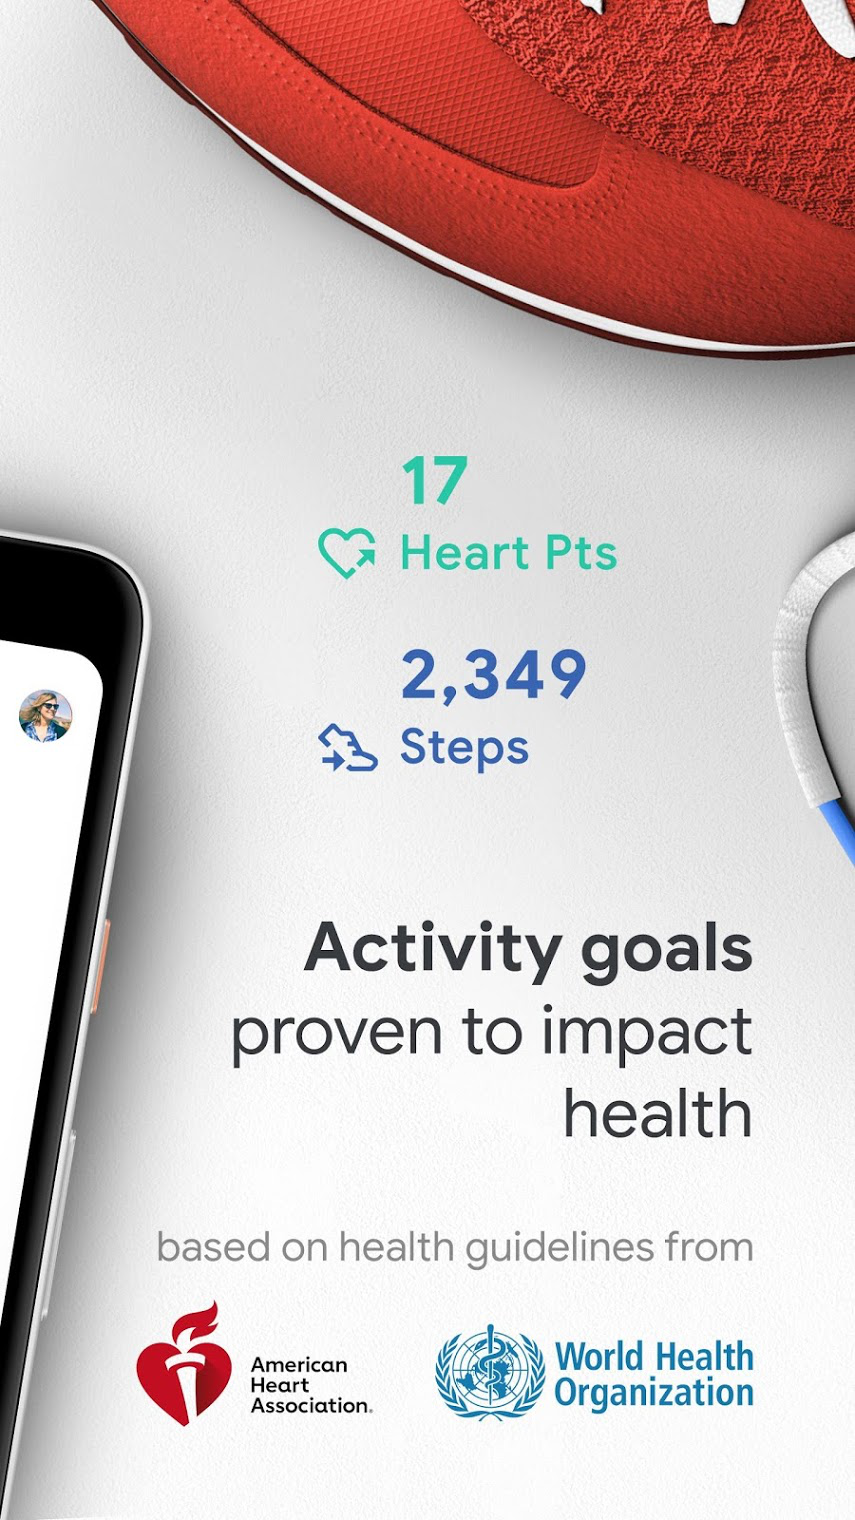 17
Heart Pts
2,349
Steps
Activity goals
proven to impact
health
based on health guidelines from
American
Heart
Association.
World Health
Organization